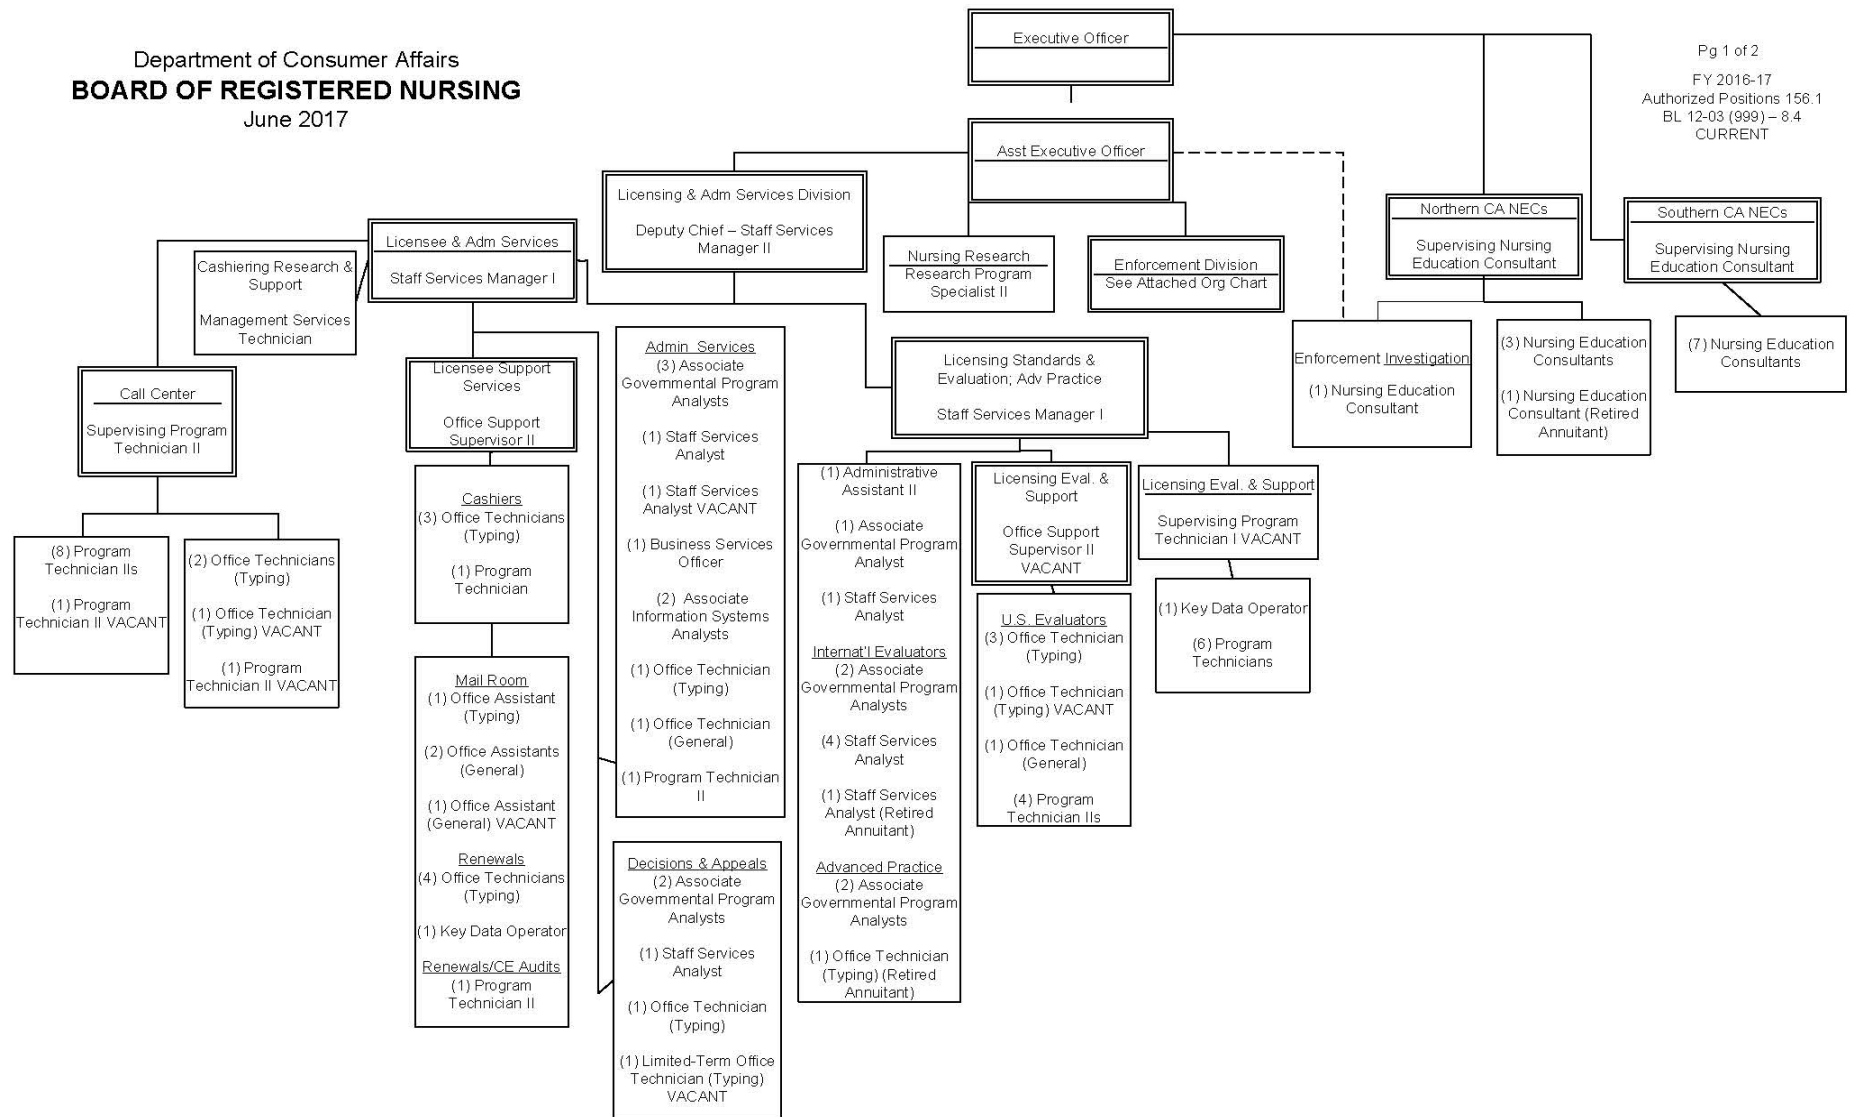 Department of Consumer Affairs
BOARD OF REGISTERED NURSING
June 2017
Pg 1 of 2
FY 2016-17
Authorized Positions 156.1
BL 12-03 (999) – 8.4
CURRENT
Executive Officer
Asst Executive Officer
Licensing & Adm Services Division
Deputy Chief – Staff Services
Manager II
Nursing Research
Research Program
Specialist II
Enforcement Division
See Attached Org Chart
Northern CA NECs
Supervising Nursing
Education Consultant
Southern CA NECs
Supervising Nursing
Education Consultant
Licensee & Adm Services
Staff Services Manager I
Cashiering Research &
Support
Management Services
Technician
Call Center
Supervising Program
Technician II
(8) Program
Technician IIs
(1) Program
Technician II VACANT
(2) Office Technicians
(Typing)
(1) Office Technician
(Typing) VACANT
(1) Program
Technician II VACANT
Licensee Support
Services
Office Support
Supervisor II
Cashiers
(3) Office Technicians
(Typing)
(1) Program
Technician
Mail Room
(1) Office Assistant
(Typing)
(2) Office Assistants
(General)
(1) Office Assistant
(General) VACANT
Renewals
(4) Office Technicians
(Typing)
(1) Key Data Operator
Renewals/CE Audits
(1) Program
Technician II
Admin Services
(3) Associate
Governmental Program
Analysts
(1) Staff Services
Analyst
(1) Staff Services
Analyst VACANT
(1) Business Services
Officer
(2) Associate
Information Systems
Analysts
(1) Office Technician
(Typing)
(1) Office Technician
(General)
(1) Program Technician
II
Decisions & Appeals
(2) Associate
Governmental Program
Analysts
(1) Staff Services
Analyst
(1) Office Technician
(Typing)
(1) Limited-Term Office
Technician (Typing)
VACANT
Licensing Standards &
Evaluation; Adv Practice
Staff Services Manager I
(1) Administrative
Assistant II
(1) Associate
Governmental Program
Analyst
(1) Staff Services
Analyst
Internat'l Evaluators
(2) Associate
Governmental Program
Analysts
(4) Staff Services
Analyst
(1) Staff Services
Analyst (Retired
Annuitant)
Advanced Practice
(2) Associate
Governmental Program
Analysts
(1) Office Technician
(Typing) (Retired
Annuitant)
Licensing Eval. &
Support
Office Support
Supervisor II
VACANT
U.S. Evaluators
(3) Office Technician
(Typing)
(1) Office Technician
(Typing) VACANT
(1) Office Technician
(General)
(4) Program
Technician IIs
Licensing Eval. & Support
Supervising Program
Technician I VACANT
(1) Key Data Operator
(6) Program
Technicians
Enforcement Investigation
(1) Nursing Education
Consultant
(3) Nursing Education
Consultants
(1) Nursing Education
Consultant (Retired
Annuitant)
(7) Nursing Education
Consultants